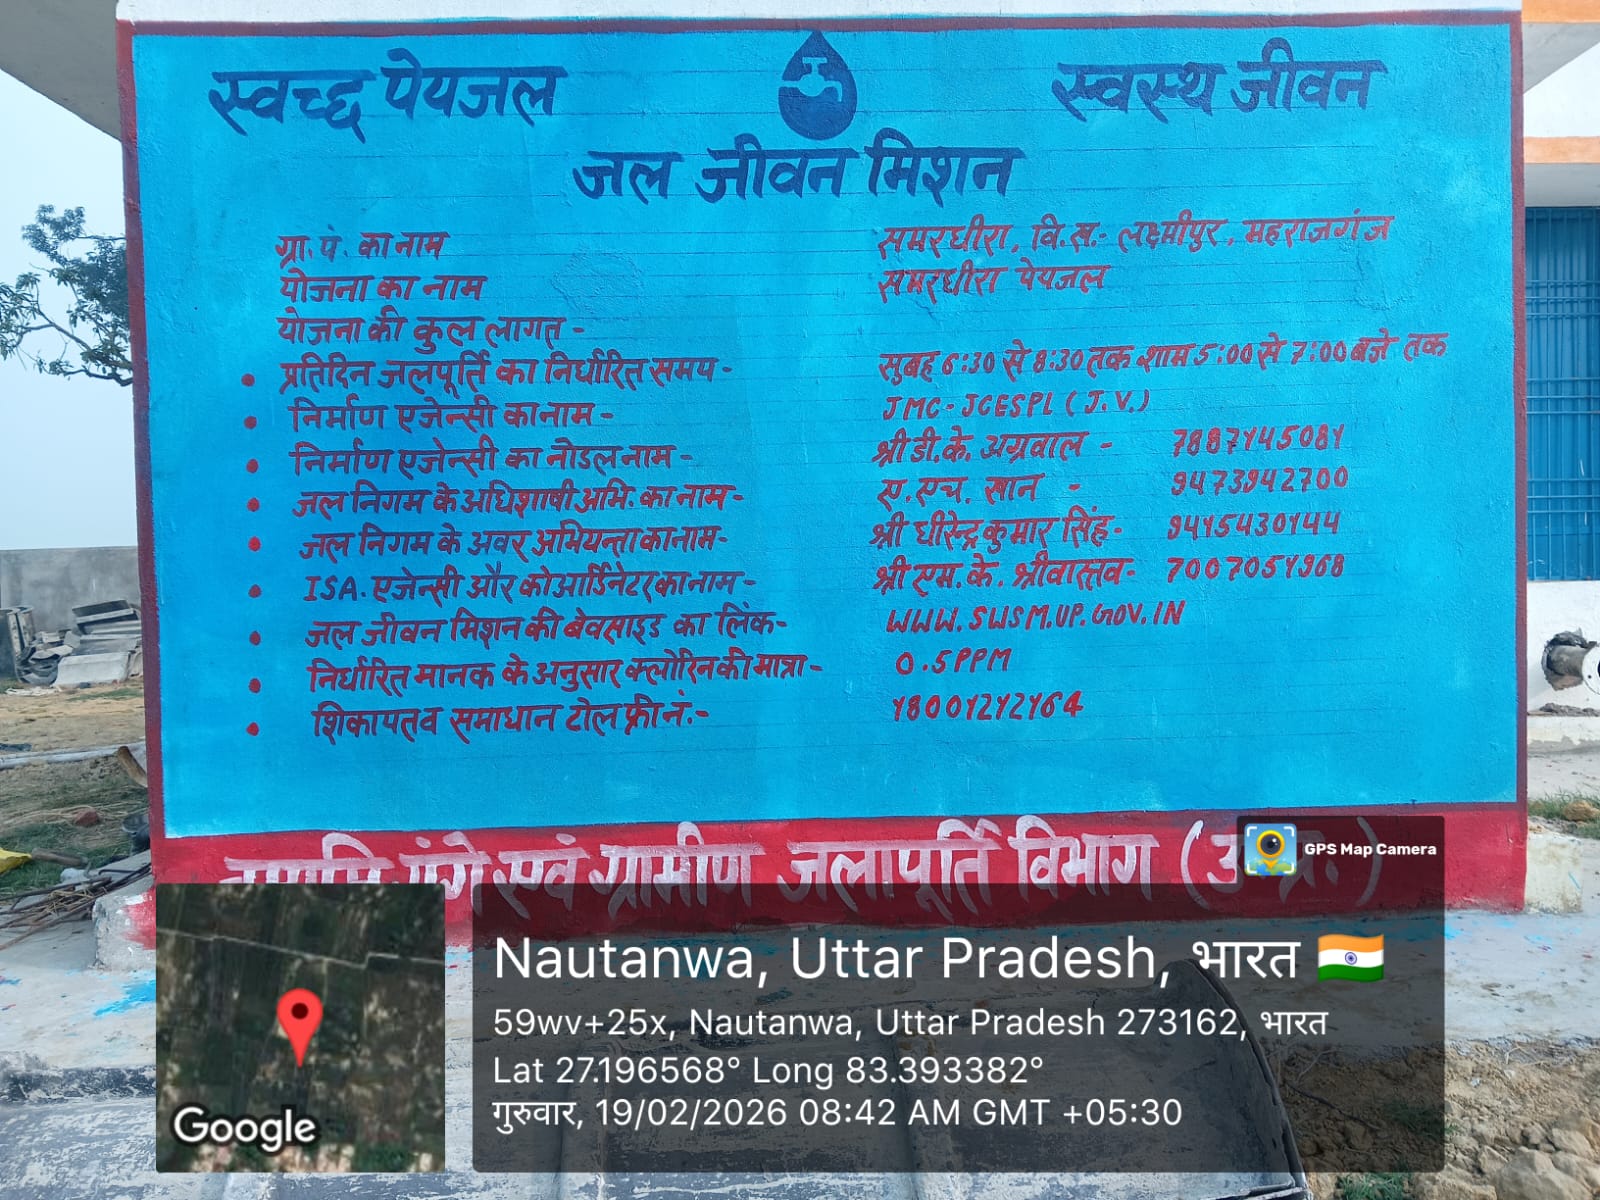 स्वच्छ पेयजल
स्वस्थ जीवन
जल जीवन मिशन
ग्रा. पं. का नाम समरधीरा, वि.ख.- लक्ष्मीपुर, महराजगंज
योजना का नाम समरधीरा पेयजल
योजना की कुल लागत -
प्रतिदिन जलपूर्ति का निर्धारित समय - सुबह 6:30 से 8:30 तक शाम 5:00 से 7:00 बजे तक
निर्माण एजेन्सी का नाम - JMC - JCESPL (J.V.)
निर्माण एजेन्सी का नोडल नाम - श्री डी.के. अग्रवाल - 7887145081
जल निगम के अधिशाषी अभि. का नाम - ए.एच. खान - 9473942700
जल निगम के अवर अभियन्ता का नाम - श्री धीरेन्द्र कुमार सिंह - 9415430144
ISA. एजेन्सी और कोआर्डिनेटर का नाम - श्री एम.के. श्रीवास्तव - 7007051968
जल जीवन मिशन की बेवसाइड का लिंक - WWW.SWSM.UP.GOV.IN
निर्धारित मानक के अनुसार क्लोरिन की मात्रा - 0.5PPM
शिकायत व समाधान टोल फ्री नं. - 18001212164
एवं ग्रामीण जलापूर्ति विभाग
GPS Map Camera
Nautanwa, Uttar Pradesh, भारत
59wv+25x, Nautanwa, Uttar Pradesh 273162, भारत
Lat 27.196568° Long 83.393382°
गुरुवार, 19/02/2026 08:42 AM GMT +05:30
Google